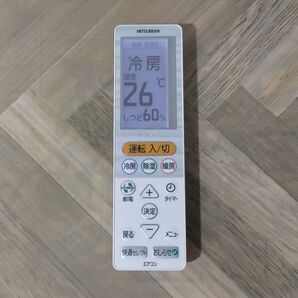 MITSUBISHI
冷房
温度
26℃
しつど60%
運転 入/切
冷房 除湿 暖房
節電 + タイマー
決定
戻る − メニュー
快適セレクト おしらせ
エアコン